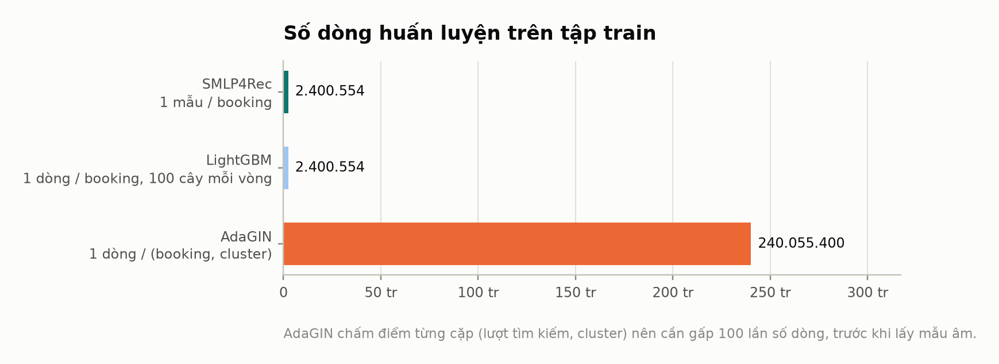 Số dòng huấn luyện trên tập train
SMLP4Rec
1 mẫu / booking
2.400.554
LightGBM
1 dòng / booking, 100 cây mỗi vòng
2.400.554
AdaGIN
1 dòng / (booking, cluster)
240.055.400
0 50 tr 100 tr 150 tr 200 tr 250 tr 300 tr
AdaGIN chấm điểm từng cặp (lượt tìm kiếm, cluster) nên cần gấp 100 lần số dòng, trước khi lấy mẫu âm.